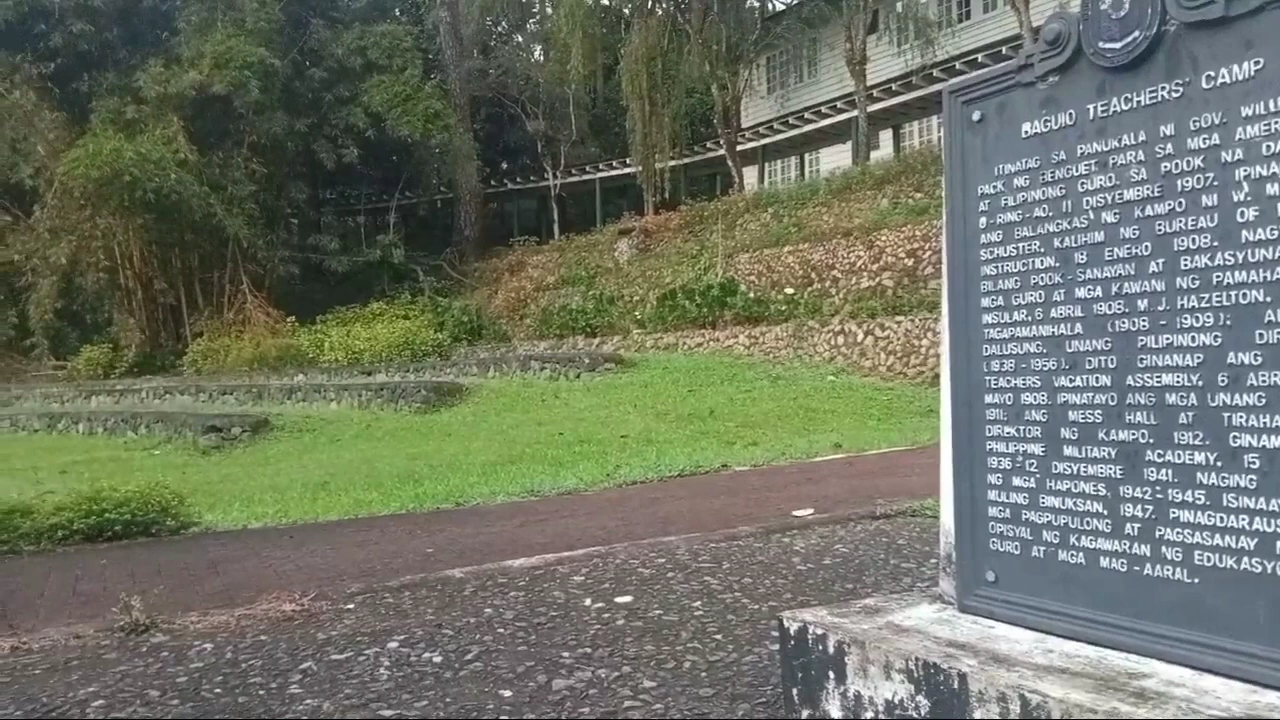 BAGUIO TEACHERS' CAMP
ITINATAG SA PANUKALA NI GOV.
PACK NG BENGUET PARA SA MGA
AT FILIPINONG GURO. SA POOK NA
O-RING-AO, 11 DISYEMBRE 1907.
ANG BALANGKAS NG KAMPO NI W.
SCHUSTER, KALIHIM NG BUREAU OF
INSTRUCTION, 18 ENERO 1908.
BILANG POOK-SANAYAN AT
MGA GURO AT MGA KAWANI NG
INSULAR, 6 ABRIL 1908. M.J. HAZELTON,
TAGAPAMANIHALA (1908 - 1909);
DALUSUNG, UNANG PILIPINONG
(1938 - 1956). DITO GINANAP ANG
TEACHERS VACATION ASSEMBLY, 6
MAYO 1908. IPINATAYO ANG MGA UNANG
1911; ANG MESS HALL AT
DIREKTOR NG KAMPO, 1912.
PHILIPPINE MILITARY ACADEMY, 15
1936-12 DISYEMBRE 1941. NAGING
NG MGA HAPONES, 1942-1945.
MULING BINUKSAN, 1947.
MGA PAGPUPULONG AT PAGSASANAY
OPISYAL NG KAGAWARAN NG
GURO AT MGA MAG-AARAL.